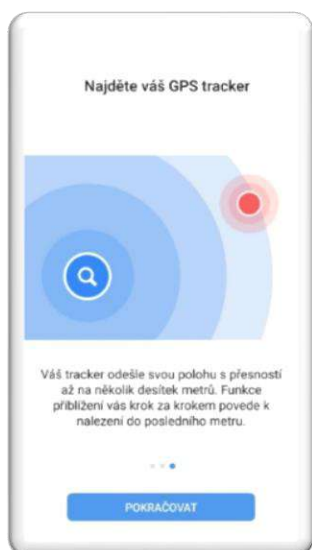 Najděte váš GPS tracker
Váš tracker odešle svou polohu s přesností
až na několik desítek metrů. Funkce
přiblížení vás krok za krokem povede k
nalezení do posledního metru.
POKRAČOVAT